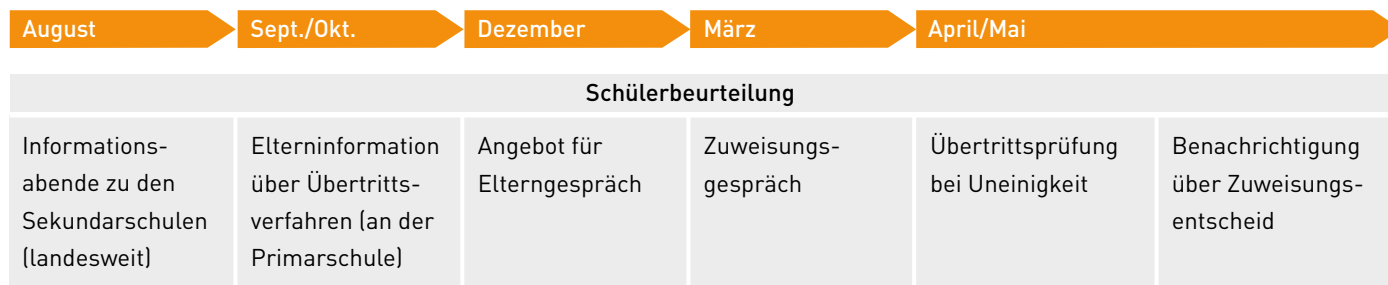 August
Sept./Okt.
Dezember
März
April/Mai
Schülerbeurteilung
Informations-
abende zu den
Sekundarschulen
(landesweit)
Elterninformation
über Übertritts-
verfahren (an der
Primarschule)
Angebot für
Elterngespräch
Zuweisungs-
gespräch
Übertrittsprüfung
bei Uneinigkeit
Benachrichtigung
über Zuweisungs-
entscheid